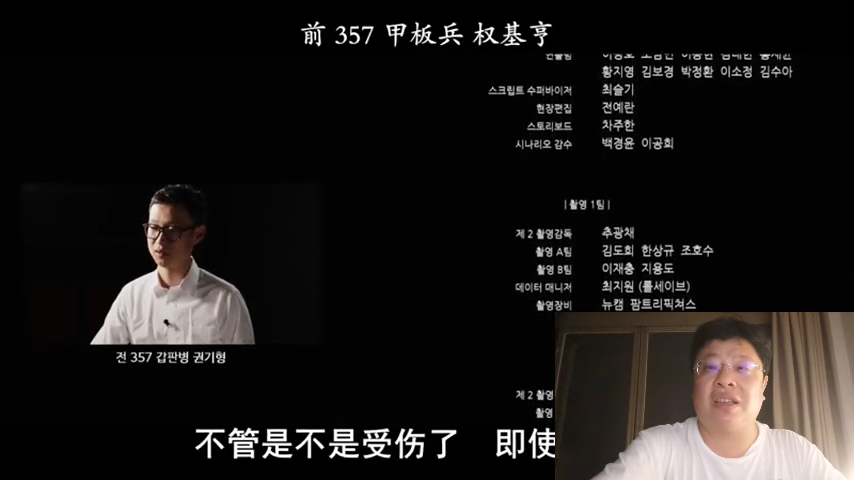 前 357 甲板兵 权基亨
황지영 김보경 박정환 이소정 김수아
스크립트 수퍼바이저 최슬기
현장편집 전예란
스토리보드 차주한
시나리오 감수 백경윤 이공희
| 촬영 1팀 |
제 2 촬영감독 추광채
촬영 A팀 김도희 한상규 조호수
촬영 B팀 이재충 지용도
데이터 매니저 최지원 (롤세이브)
촬영장비 뉴캠 팜트리픽쳐스
전 357 갑판병 권기형
제 2 촬영
촬영
不管是不是受伤了 即使